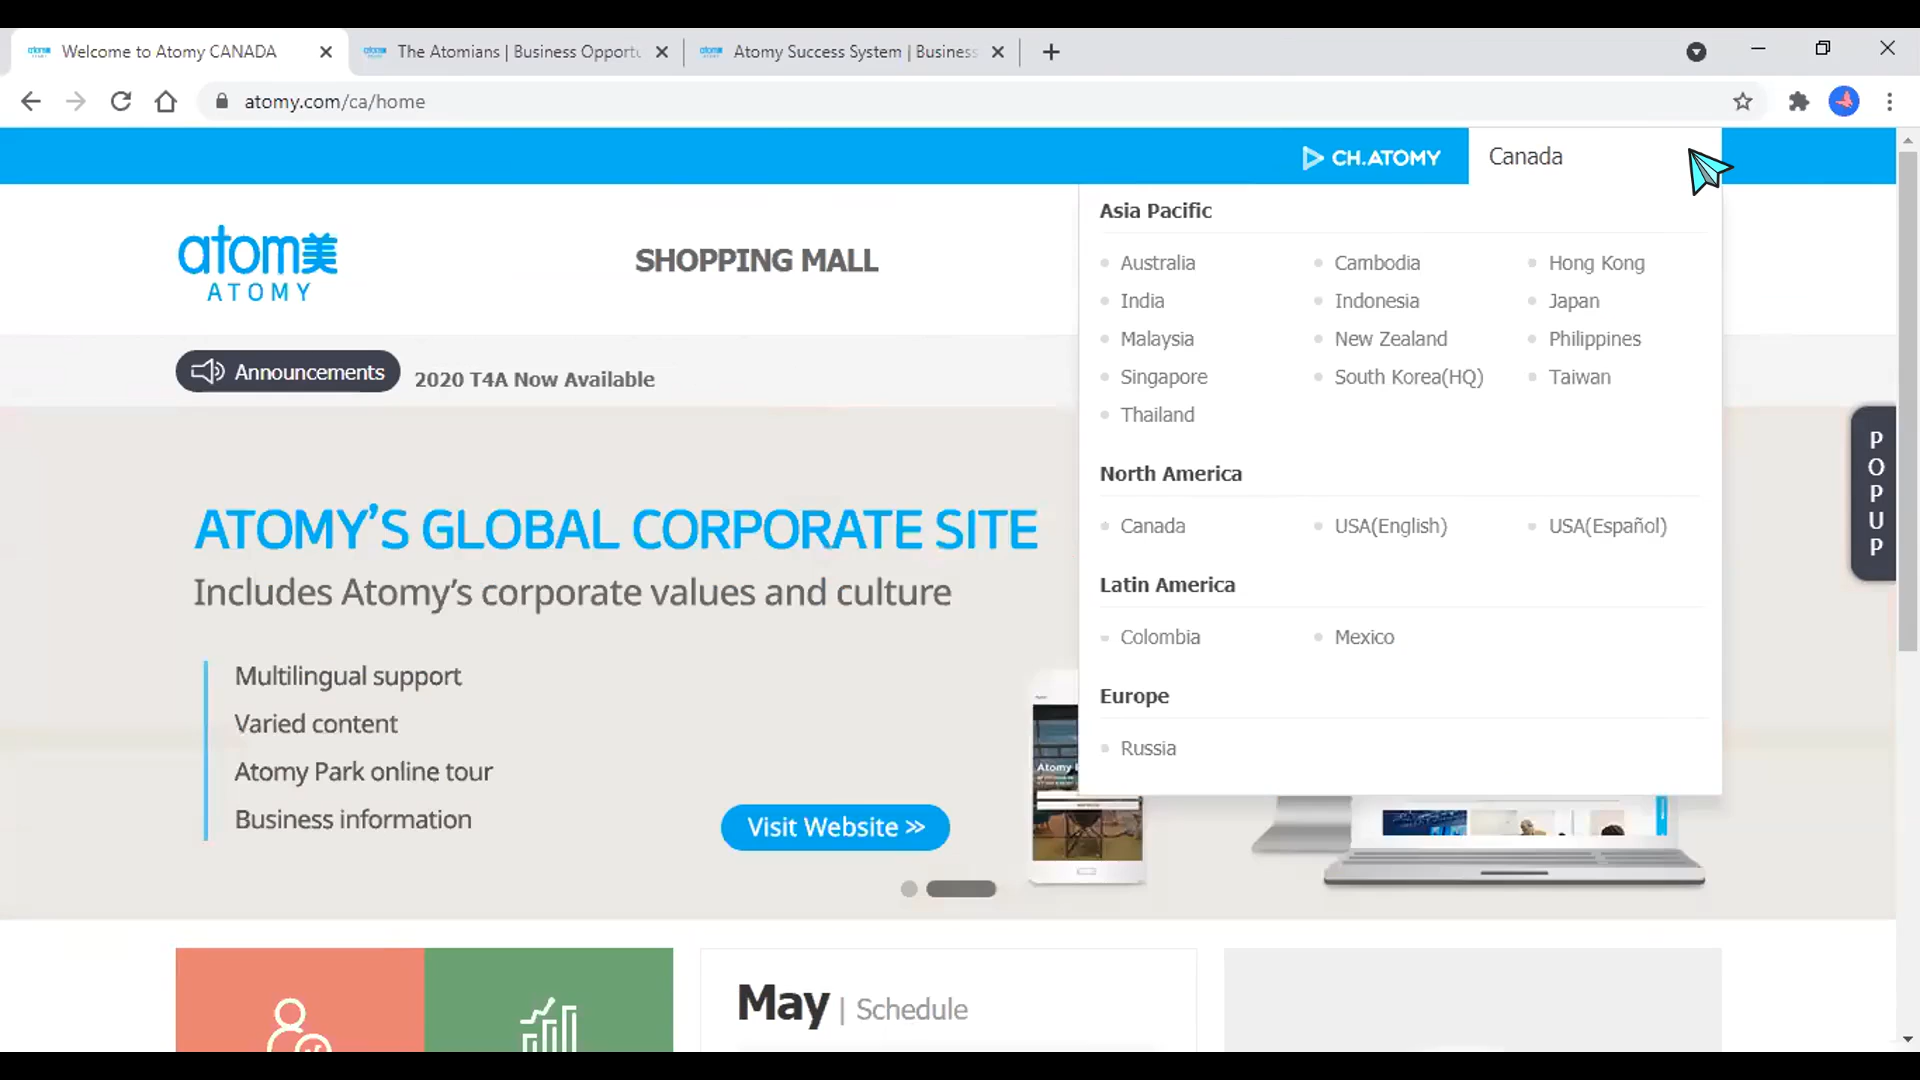 Welcome to Atomy CANADA
The Atomians | Business Opportu
Atomy Success System | Business
atomy.com/ca/home
CH.ATOMY
Canada
atom美
ATOMY
SHOPPING MALL
Announcements
2020 T4A Now Available
Asia Pacific
Australia
Cambodia
Hong Kong
India
Indonesia
Japan
Malaysia
New Zealand
Philippines
Singapore
South Korea(HQ)
Taiwan
Thailand
North America
Canada
USA(English)
USA(Español)
Latin America
Colombia
Mexico
Europe
Russia
ATOMY'S GLOBAL CORPORATE SITE
Includes Atomy's corporate values and culture
Multilingual support
Varied content
Atomy Park online tour
Business information
Visit Website >>
Atomy
POPUP
May | Schedule